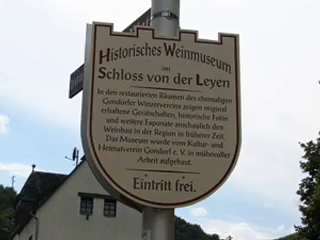 Historisches Weinmuseum
im
Schloss von der Leyen
In den restaurierten Räumen des ehemaligen
Gondorfer Winzervereins zeigen original
erhaltene Gerätschaften, historische Fotos
und weitere Exponate anschaulich den
Weinbau in der Region in früherer Zeit.
Das Museum wurde vom Kultur- und
Heimatverein Gondorf e. V. in mühevoller
Arbeit aufgebaut.
Eintritt frei.